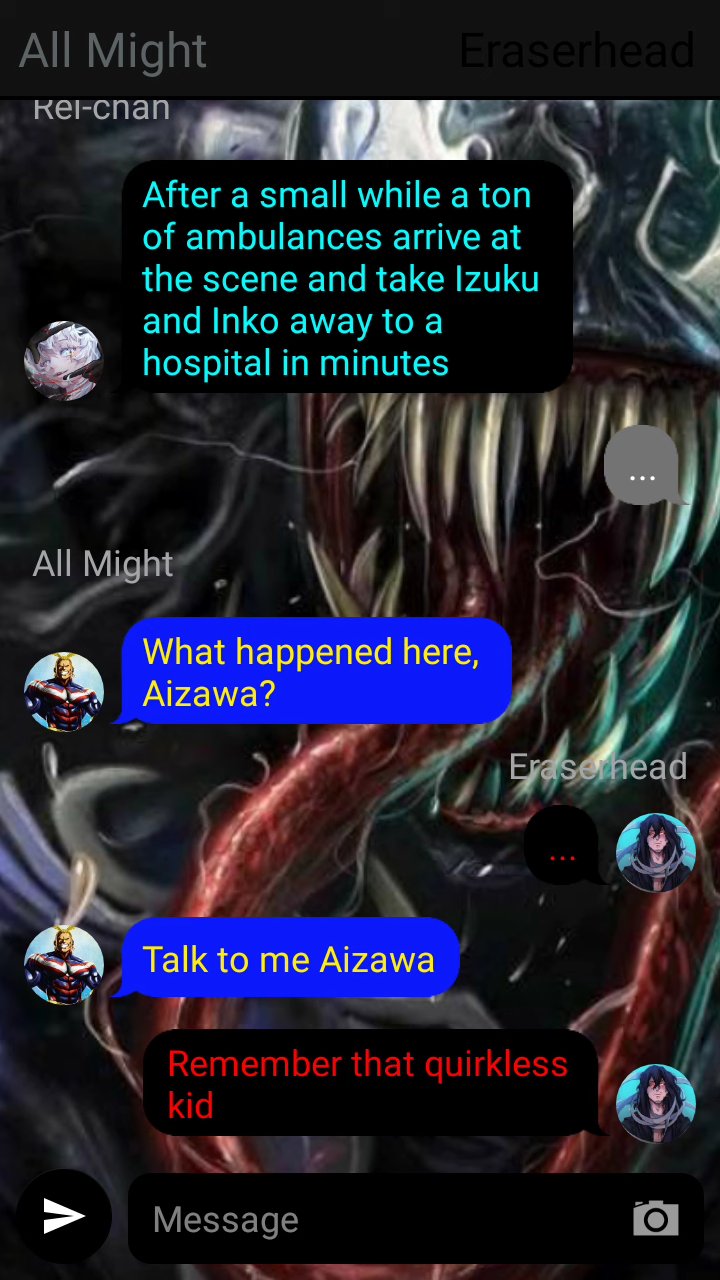 All Might
Eraserhead
Rei-chan
After a small while a ton
of ambulances arrive at
the scene and take Izuku
and Inko away to a
hospital in minutes
...
All Might
What happened here,
Aizawa?
Eraserhead
...
Talk to me Aizawa
Remember that quirkless
kid
Message